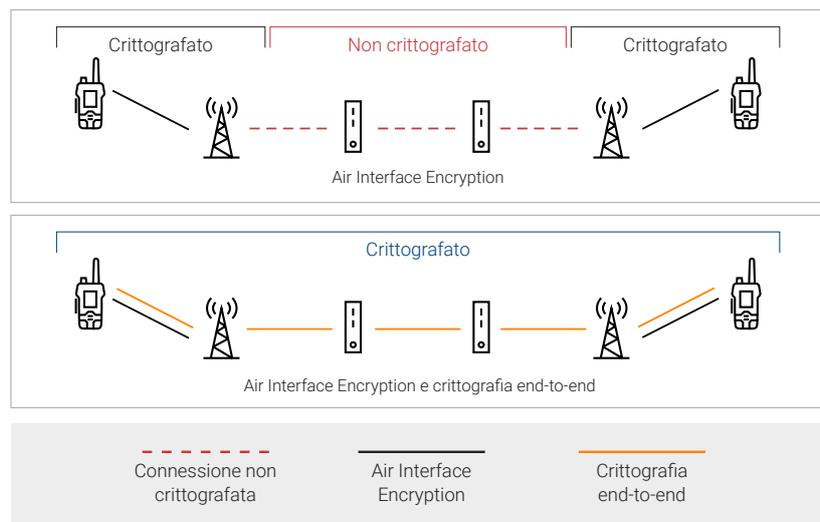 Crittografato
Non crittografato
Crittografato
Air Interface Encryption
Crittografato
Air Interface Encryption e crittografia end-to-end
Connessione non
crittografata
Air Interface
Encryption
Crittografia
end-to-end